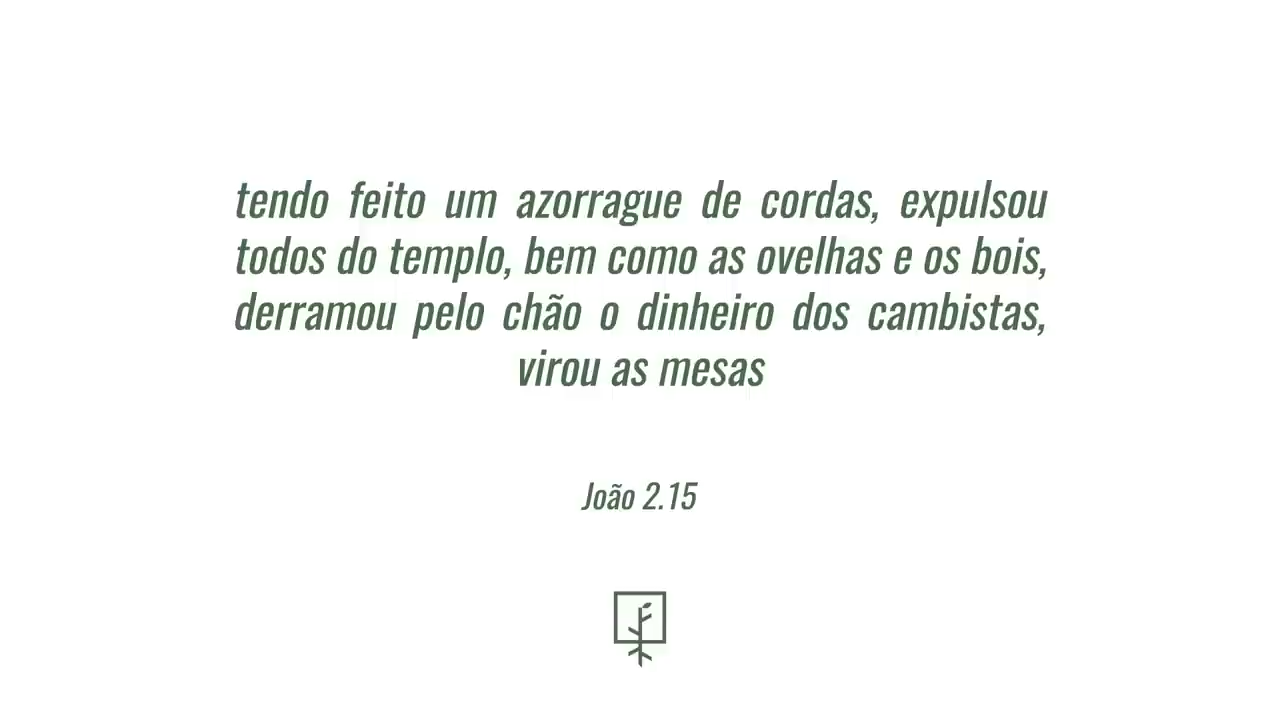 tendo feito um azorrague de cordas, expulsou
todos do templo, bem como as ovelhas e os bois,
derramou pelo chão o dinheiro dos cambistas,
virou as mesas
João 2.15